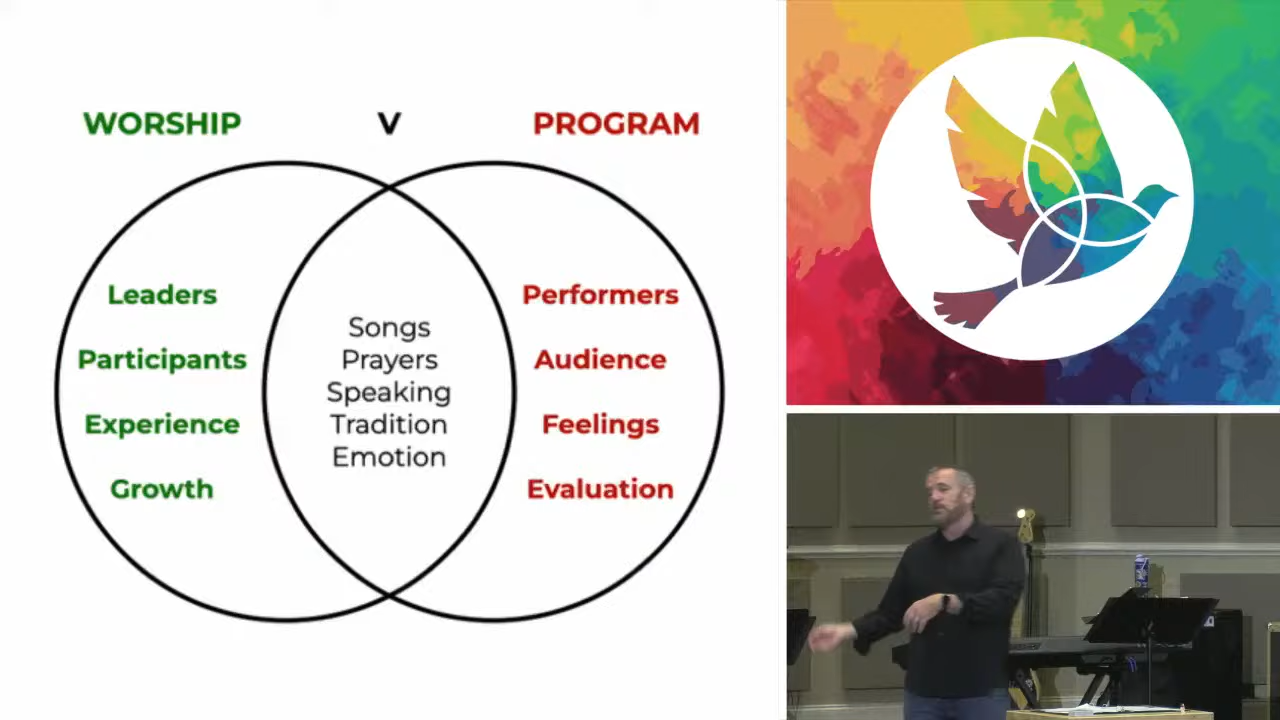 WORSHIP V PROGRAM
Leaders
Participants
Experience
Growth
Songs
Prayers
Speaking
Tradition
Emotion
Performers
Audience
Feelings
Evaluation